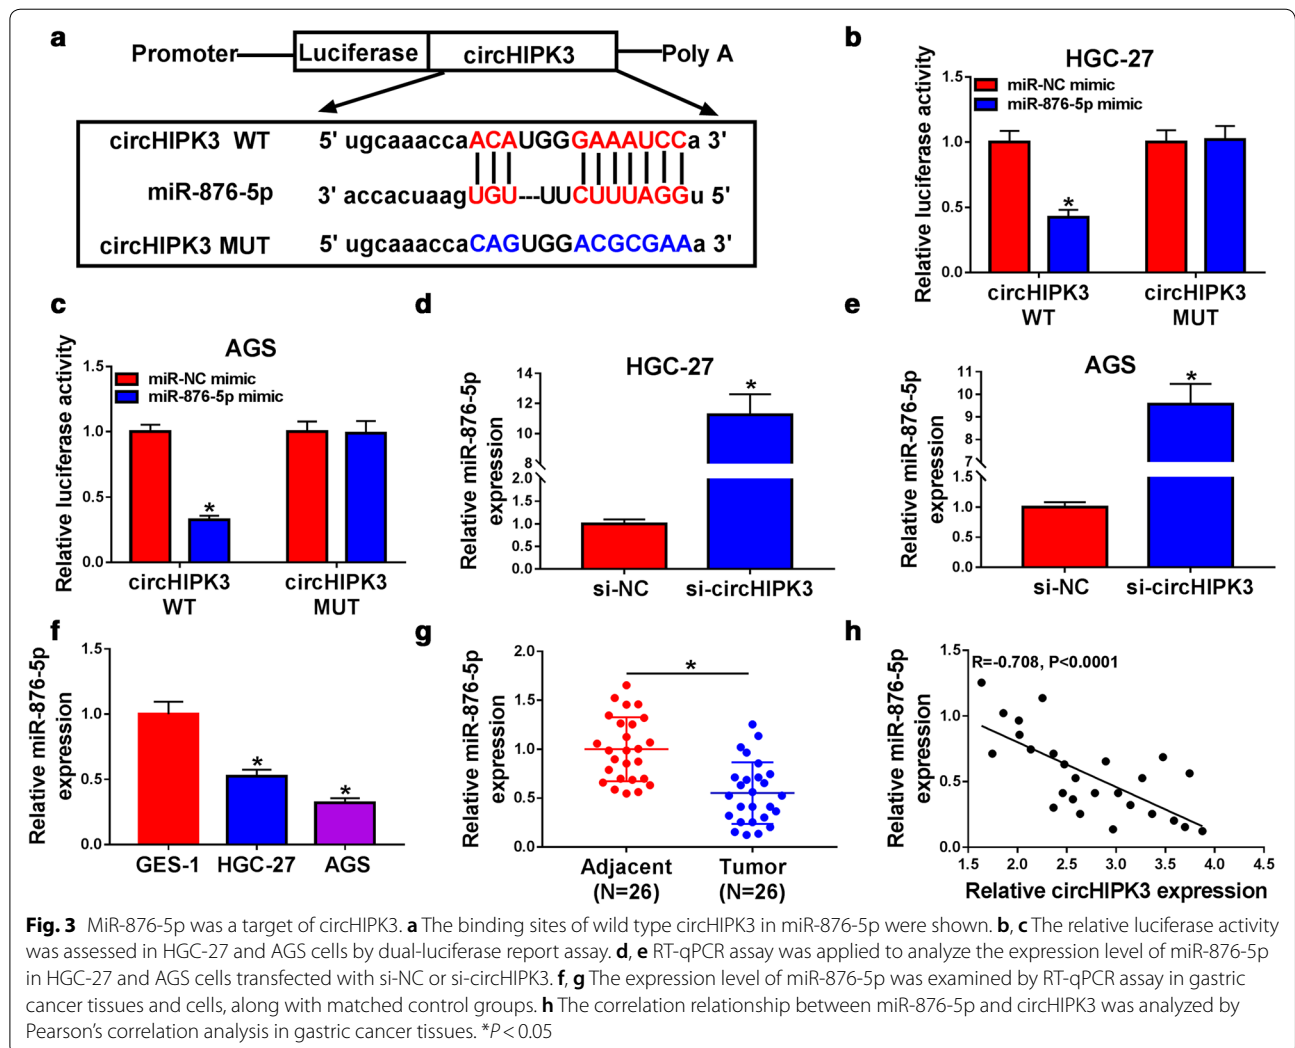 a
Promoter Luciferase circHIPK3 Poly A
circHIPK3 WT 5' ugcaaaccaACAUGGGAAAUCCa 3'
miR-876-5p 3' accacuaagUGU---UUCUUUAGGu 5'
circHIPK3 MUT 5' ugcaaaccaCAGUGGACGCGAAa 3'
b
HGC-27
miR-NC mimic
miR-876-5p mimic
Relative luciferase activity
1.5
1.0
0.5
0.0
*
circHIPK3 circHIPK3
WT MUT
c
AGS
miR-NC mimic
miR-876-5p mimic
Relative luciferase activity
1.5
1.0
0.5
0.0
*
circHIPK3 circHIPK3
WT MUT
d
HGC-27
Relative miR-876-5p
expression
14
12
10
8
2.0
1.5
1.0
0.5
0.0
*
si-NC si-circHIPK3
e
AGS
Relative miR-876-5p
expression
11
10
9
8
7
1.5
1.0
0.5
0.0
*
si-NC si-circHIPK3
f
Relative miR-876-5p
expression
1.5
1.0
0.5
0.0
*
*
GES-1 HGC-27 AGS
g
Relative miR-876-5p
expression
2.0
1.5
1.0
0.5
0.0
*
Adjacent Tumor
(N=26) (N=26)
h
Relative miR-876-5p
expression
1.5
1.0
0.5
0.0
R=-0.708, P<0.0001
1.5 2.0 2.5 3.0 3.5 4.0 4.5
Relative circHIPK3 expression
Fig. 3 MiR-876-5p was a target of circHIPK3. a The binding sites of wild type circHIPK3 in miR-876-5p were shown. b, c The relative luciferase activity
was assessed in HGC-27 and AGS cells by dual-luciferase report assay. d, e RT-qPCR assay was applied to analyze the expression level of miR-876-5p
in HGC-27 and AGS cells transfected with si-NC or si-circHIPK3. f, g The expression level of miR-876-5p was examined by RT-qPCR assay in gastric
cancer tissues and cells, along with matched control groups. h The correlation relationship between miR-876-5p and circHIPK3 was analyzed by
Pearson’s correlation analysis in gastric cancer tissues. *P < 0.05